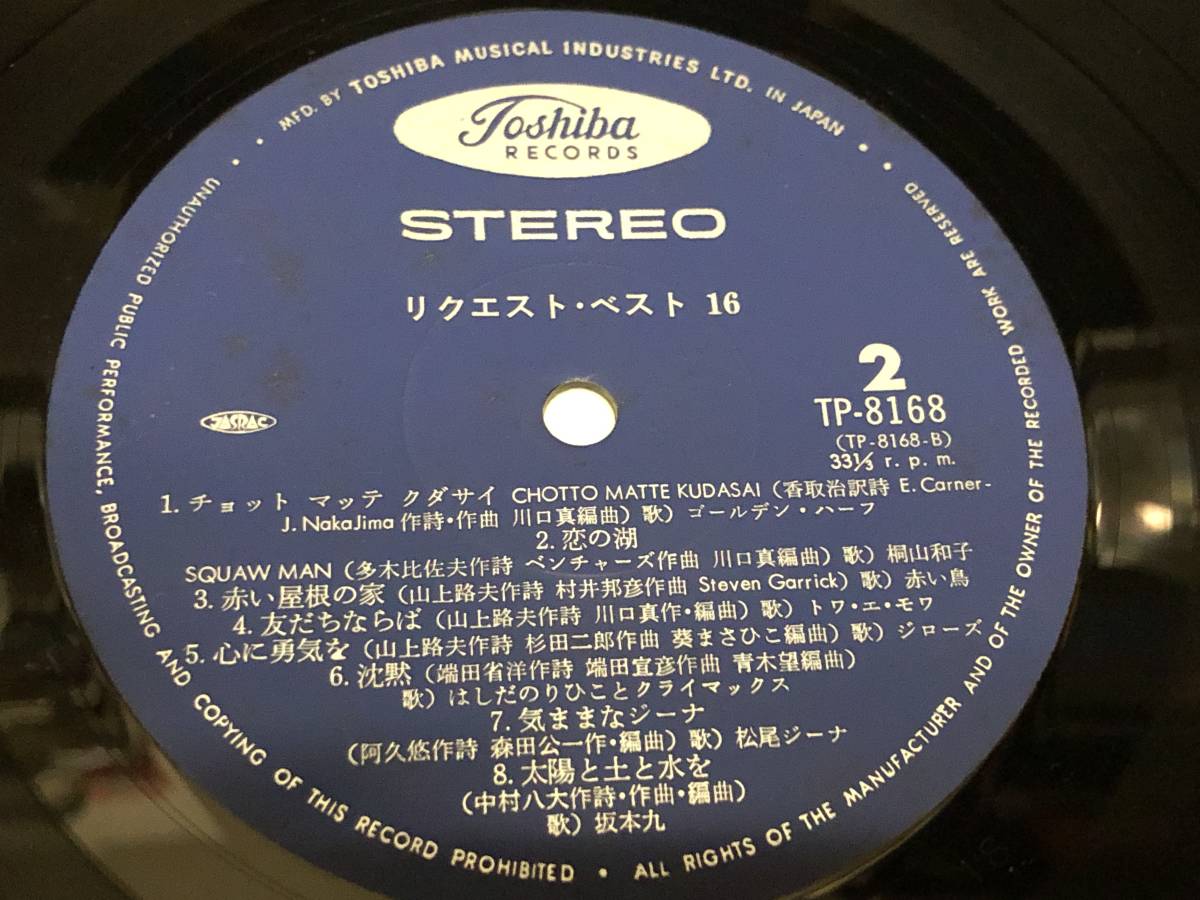 MFD. BY TOSHIBA MUSICAL INDUSTRIES LTD. IN JAPAN
Toshiba
RECORDS
STEREO
リクエスト・ベスト 16
2
TP-8168
(TP-8168-B)
33⅓ r. p. m.
JASRAC
1. チョット マッテ クダサイ CHOTTO MATTE KUDASAI (香取治訳詩 E. Carner-
J. NakaJima 作詩・作曲 川口真編曲) 歌) ゴールデン・ハーフ
2. 恋の湖
SQUAW MAN (多木比佐夫作詩 ベンチャーズ作曲 川口真編曲) 歌) 桐山和子
3. 赤い屋根の家 (山上路夫作詩 村井邦彦作曲 Steven Garrick) 歌) 赤い鳥
4. 友だちならば (山上路夫作詩 川口真作・編曲) 歌) トワ・エ・モワ
5. 心に勇気を (山上路夫作詩 杉田二郎作曲 葵まさひこ編曲) 歌) ジローズ
6. 沈黙 (端田省洋作詩 端田宣彦作曲 青木望編曲)
歌) はしだのりひことクライマックス
7. 気ままなジーナ
(阿久悠作詩 森田公一作・編曲) 歌) 松尾ジーナ
8. 太陽と土と水を
(中村八大作詩・作曲・編曲)
歌) 坂本九
UNAUTHORIZED PUBLIC PERFORMANCE, BROADCASTING AND COPYING OF THIS RECORD PROHIBITED • ALL RIGHTS OF THE MANUFACTURER AND OF THE OWNER OF THE RECORDED WORK ARE RESERVED